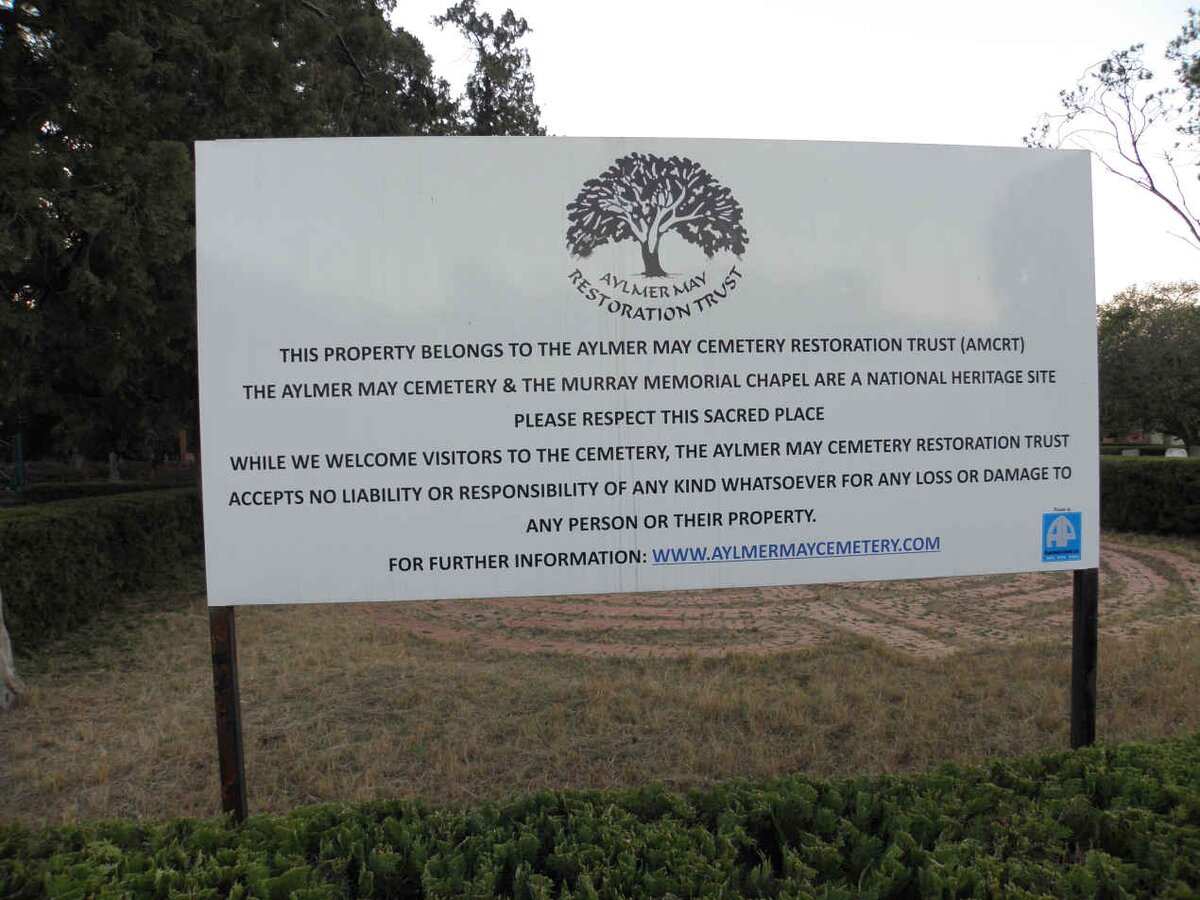 AYLMER MAY
RESTORATION TRUST
THIS PROPERTY BELONGS TO THE AYLMER MAY CEMETERY RESTORATION TRUST (AMCRT)
THE AYLMER MAY CEMETERY & THE MURRAY MEMORIAL CHAPEL ARE A NATIONAL HERITAGE SITE
PLEASE RESPECT THIS SACRED PLACE
WHILE WE WELCOME VISITORS TO THE CEMETERY, THE AYLMER MAY CEMETERY RESTORATION TRUST
ACCEPTS NO LIABILITY OR RESPONSIBILITY OF ANY KIND WHATSOEVER FOR ANY LOSS OR DAMAGE TO
ANY PERSON OR THEIR PROPERTY.
FOR FURTHER INFORMATION: WWW.AYLMERMAYCEMETERY.COM